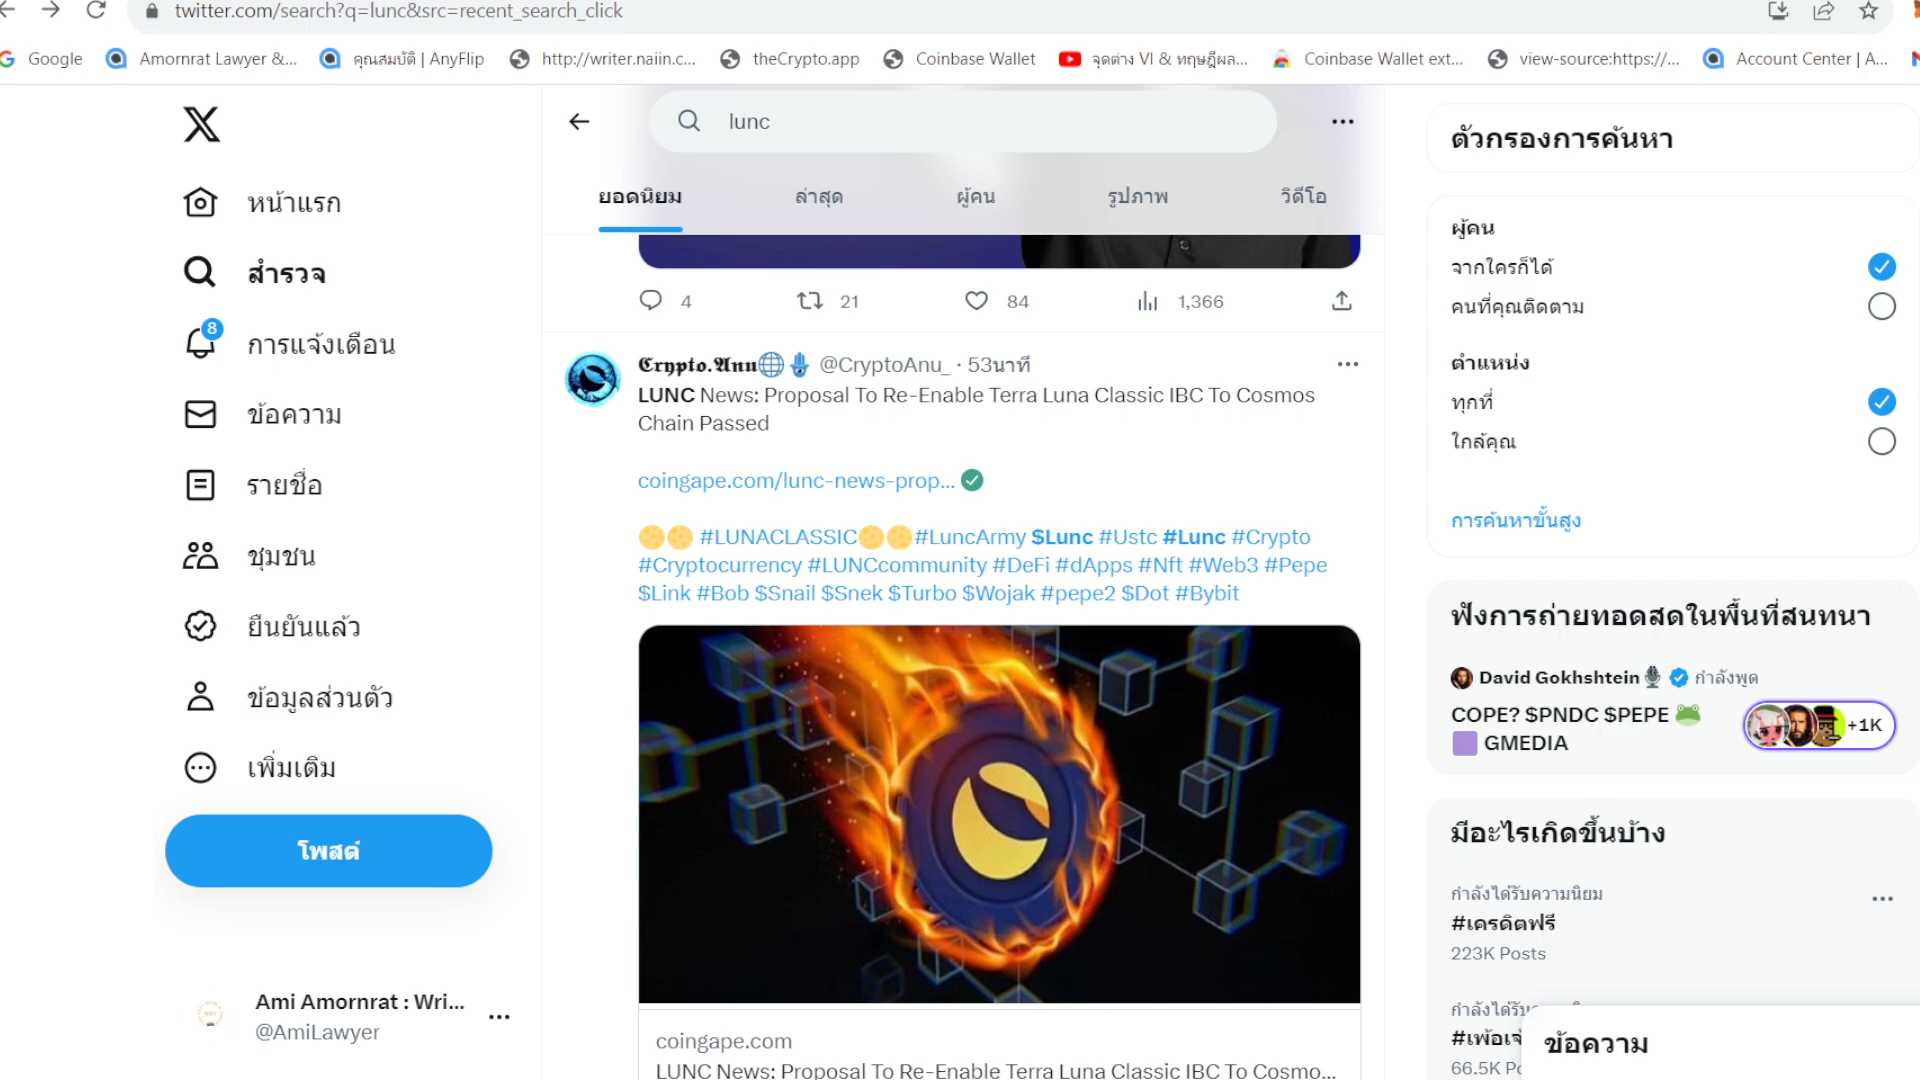 twitter.com/search?q=lunc&src=recent_search_click
Google
Amornrat Lawyer &...
คุณสมบัติ | AnyFlip
http://writer.naiin.c...
theCrypto.app
Coinbase Wallet
จุดต่าง VI & ทฤษฎีผล...
Coinbase Wallet ext...
view-source:https://...
Account Center | A...
หน้าแรก
สำรวจ
8
การแจ้งเตือน
ข้อความ
รายชื่อ
ชุมชน
ยืนยันแล้ว
ข้อมูลส่วนตัว
เพิ่มเติม
โพสต์
Ami Amornrat : Wri...
@AmiLawyer
lunc
ยอดนิยม
ล่าสุด
ผู้คน
รูปภาพ
วิดีโอ
4
21
84
1,366
Crypto.Anu @CryptoAnu_ · 53นาที
LUNC News: Proposal To Re-Enable Terra Luna Classic IBC To Cosmos
Chain Passed
coingape.com/lunc-news-prop...
#LUNACLASSIC #LuncArmy $Lunc #Ustc #Lunc #Crypto
#Cryptocurrency #LUNCcommunity #DeFi #dApps #Nft #Web3 #Pepe
$Link #Bob $Snail $Snek $Turbo $Wojak #pepe2 $Dot #Bybit
coingape.com
LUNC News: Proposal To Re-Enable Terra Luna Classic IBC To Cosmo...
ตัวกรองการค้นหา
ผู้คน
จากใครก็ได้
คนที่คุณติดตาม
ตำแหน่ง
ทุกที่
ใกล้คุณ
การค้นหาขั้นสูง
ฟังการถ่ายทอดสดในพื้นที่สนทนา
David Gokhshtein กำลังพูด
COPE? $PNDC $PEPE
GMEDIA
+1K
มีอะไรเกิดขึ้นบ้าง
กำลังได้รับความนิยม
#เครดิตฟรี
223K Posts
66.5K
ข้อความ